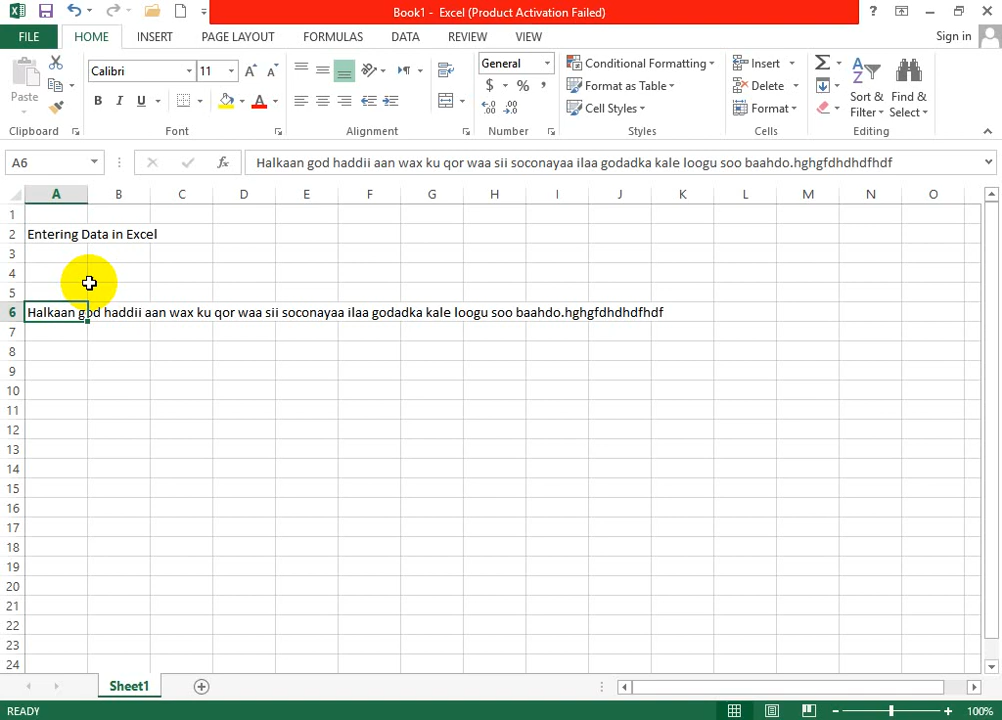 Book1 - Excel (Product Activation Failed)
FILE HOME INSERT PAGE LAYOUT FORMULAS DATA REVIEW VIEW Sign in
Paste
Calibri 11
General
Conditional Formatting
Format as Table
Cell Styles
Insert
Delete
Format
Sort & Filter
Find & Select
Clipboard Font Alignment Number Styles Cells Editing
A6 fx Halkaan god haddii aan wax ku qor waa sii soconayaa ilaa godadka kale loogu soo baahdo.hghgfdhdhdfhdf
A B C D E F G H I J K L M N O
1
2 Entering Data in Excel
3
4
5
6 Halkaan god haddii aan wax ku qor waa sii soconayaa ilaa godadka kale loogu soo baahdo.hghgfdhdhdfhdf
7
8
9
10
11
12
13
14
15
16
17
18
19
20
21
22
23
24
Sheet1
READY 100%